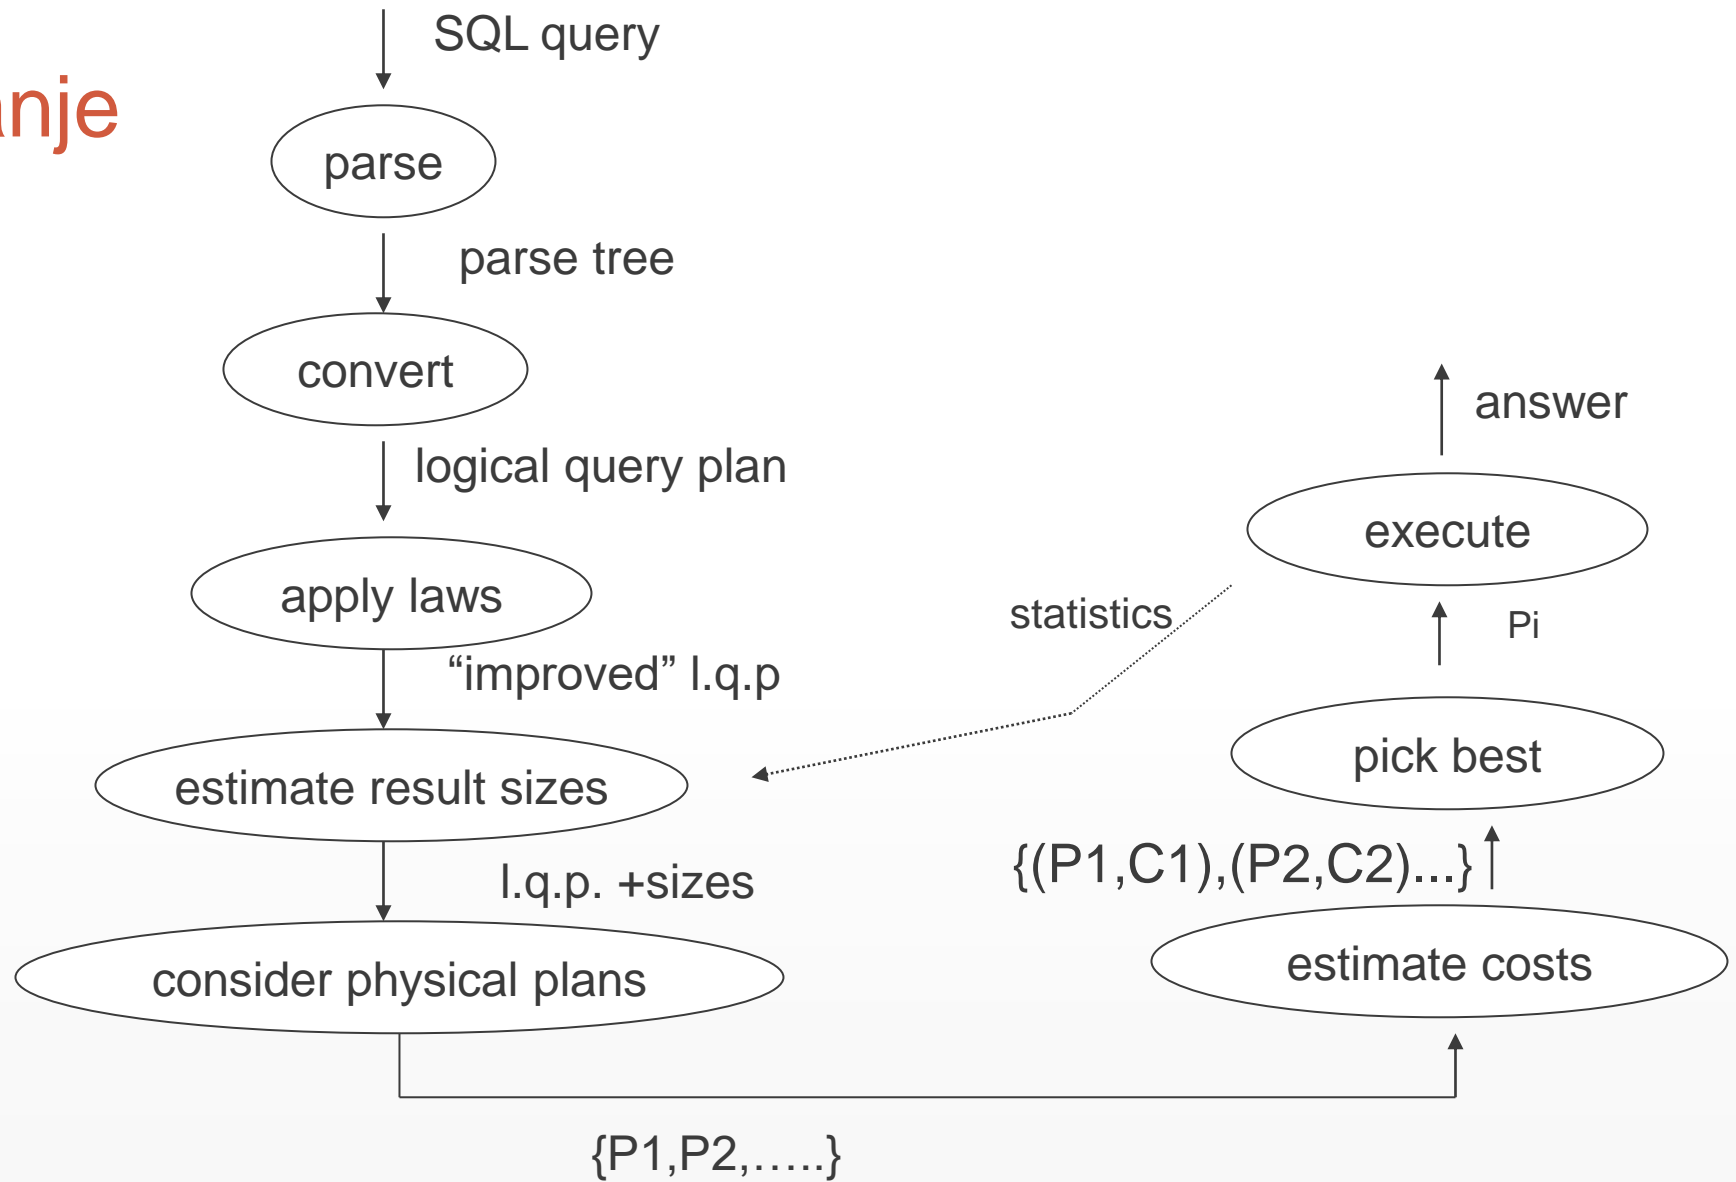 SQL query
parse
parse tree
convert
logical query plan
apply laws
“improved” l.q.p
estimate result sizes
l.q.p. +sizes
consider physical plans
{P1,P2,…..}
estimate costs
{(P1,C1),(P2,C2)...}
pick best
Pi
execute
statistics
answer